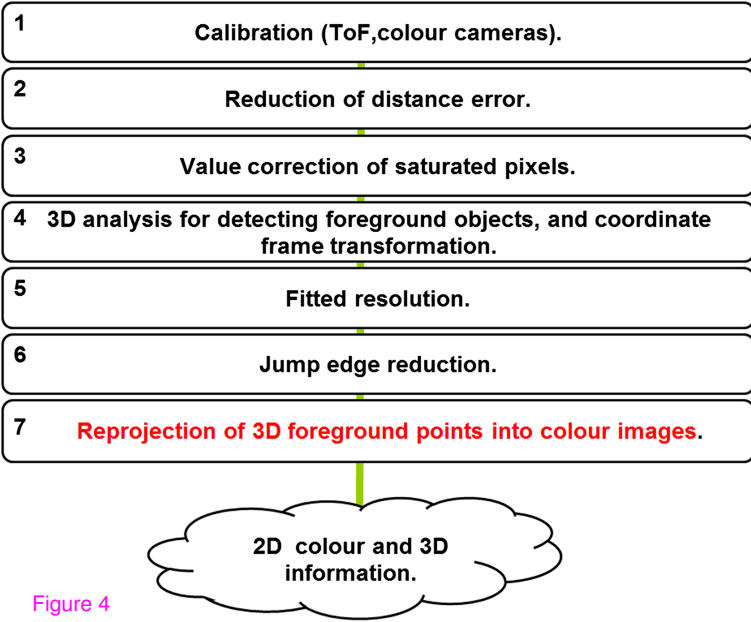 1
Calibration (ToF,colour cameras).
2
Reduction of distance error.
3
Value correction of saturated pixels.
4
3D analysis for detecting foreground objects, and coordinate
frame transformation.
5
Fitted resolution.
6
Jump edge reduction.
7
Reprojection of 3D foreground points into colour images.
2D colour and 3D
information.
Figure 4